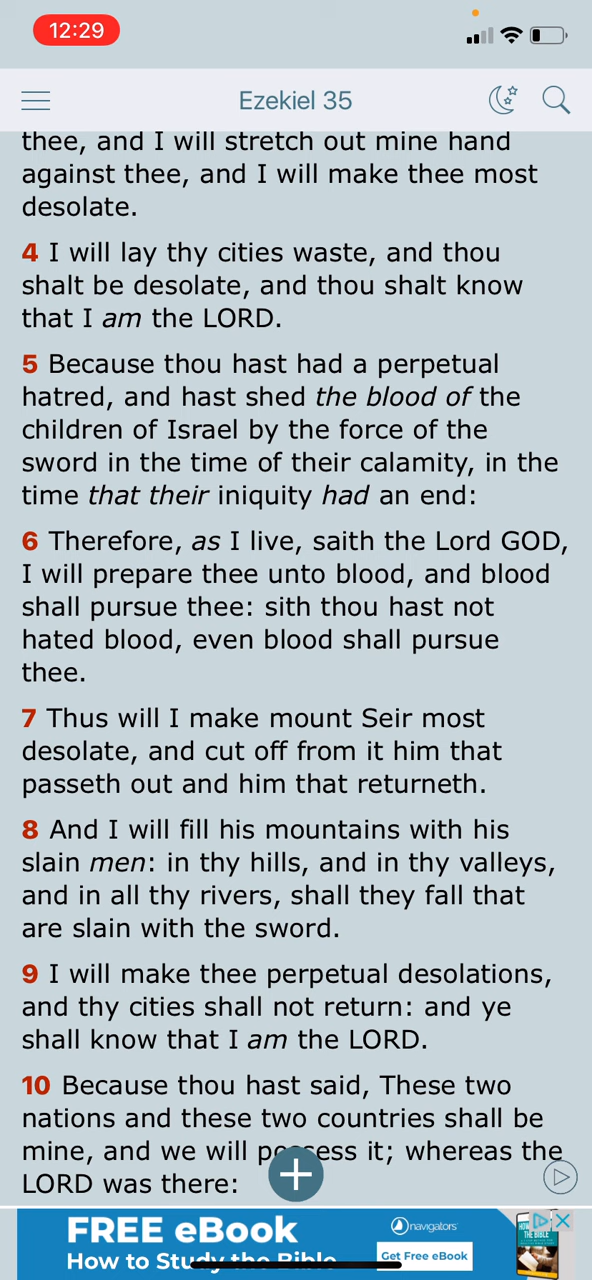 12:29
Ezekiel 35
thee, and I will stretch out mine hand
against thee, and I will make thee most
desolate.
4 I will lay thy cities waste, and thou
shalt be desolate, and thou shalt know
that I am the LORD.
5 Because thou hast had a perpetual
hatred, and hast shed the blood of the
children of Israel by the force of the
sword in the time of their calamity, in the
time that their iniquity had an end:
6 Therefore, as I live, saith the Lord GOD,
I will prepare thee unto blood, and blood
shall pursue thee: sith thou hast not
hated blood, even blood shall pursue
thee.
7 Thus will I make mount Seir most
desolate, and cut off from it him that
passeth out and him that returneth.
8 And I will fill his mountains with his
slain men: in thy hills, and in thy valleys,
and in all thy rivers, shall they fall that
are slain with the sword.
9 I will make thee perpetual desolations,
and thy cities shall not return: and ye
shall know that I am the LORD.
10 Because thou hast said, These two
nations and these two countries shall be
mine, and we will possess it; whereas the
LORD was there:
FREE eBook
How to Study the Bible
navigators
Get Free eBook
THE BIBLE